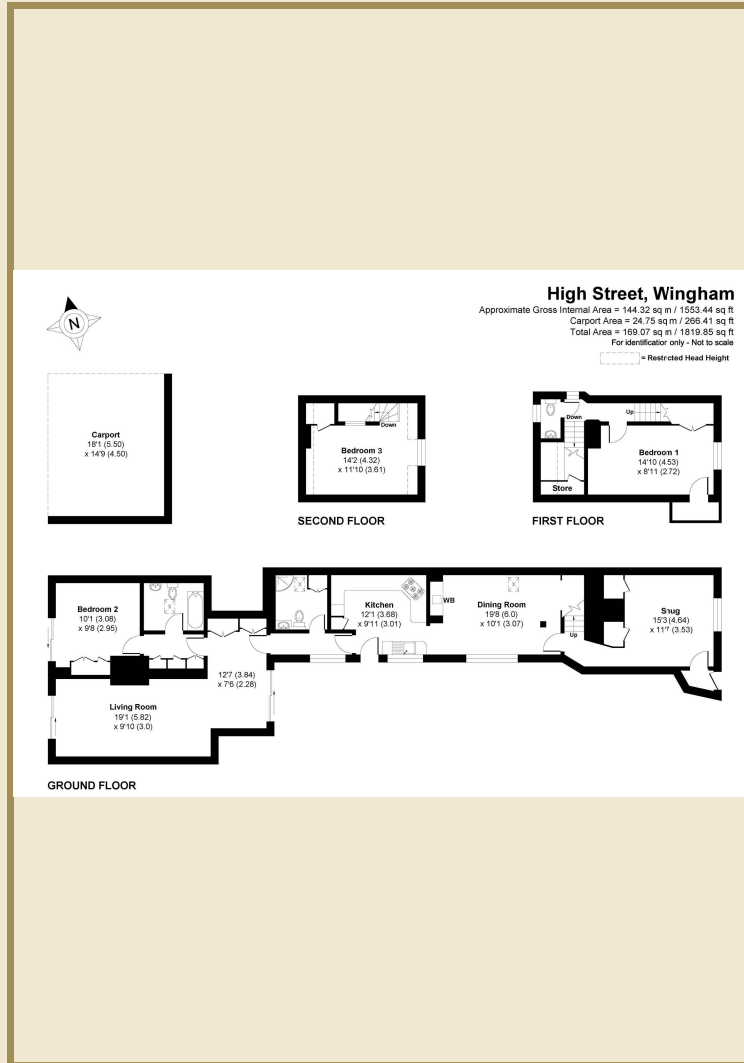 High Street, Wingham
Approximate Gross Internal Area = 144.32 sq m / 1553.44 sq ft
Carport Area = 24.75 sq m / 266.41 sq ft
Total Area = 169.07 sq m / 1819.85 sq ft
For identification only - Not to scale
= Restricted Head Height
N
Carport
18'1 (5.50)
x 14'9 (4.50)
Down
Bedroom 3
14'2 (4.32)
x 11'10 (3.61)
SECOND FLOOR
Down
Up
Bedroom 1
14'10 (4.53)
x 8'11 (2.72)
Store
FIRST FLOOR
Bedroom 2
10'1 (3.08)
x 9'8 (2.95)
Kitchen
12'1 (3.68)
x 9'11 (3.01)
WB
Dining Room
19'8 (6.0)
x 10'1 (3.07)
Up
Snug
15'3 (4.64)
x 11'7 (3.53)
12'7 (3.84)
x 7'6 (2.28)
Living Room
19'1 (5.82)
x 9'10 (3.0)
GROUND FLOOR